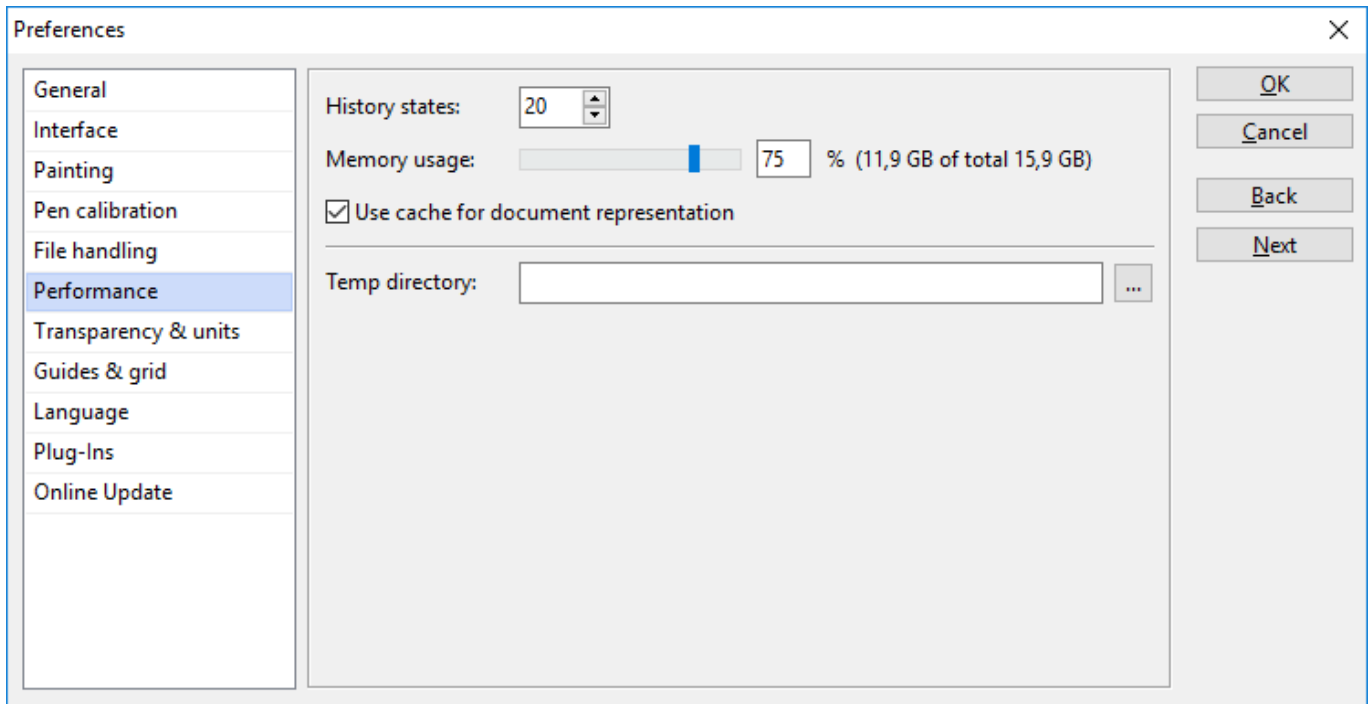 Preferences
General
Interface
Painting
Pen calibration
File handling
Performance
Transparency & units
Guides & grid
Language
Plug-Ins
Online Update
History states: 20
Memory usage: 75 % (11,9 GB of total 15,9 GB)
Use cache for document representation
Temp directory: ...
OK
Cancel
Back
Next